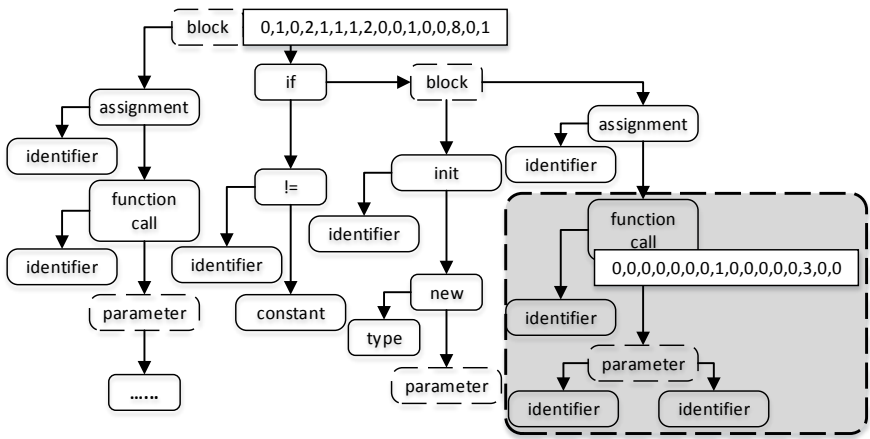 block
0,1,0,2,1,1,1,2,0,0,1,0,0,8,0,1
if
block
assignment
assignment
identifier
identifier
init
function
call
!=
function
call
identifier
identifier
identifier
0,0,0,0,0,0,0,1,0,0,0,0,0,3,0,0
new
parameter
constant
identifier
type
parameter
parameter
......
identifier
identifier